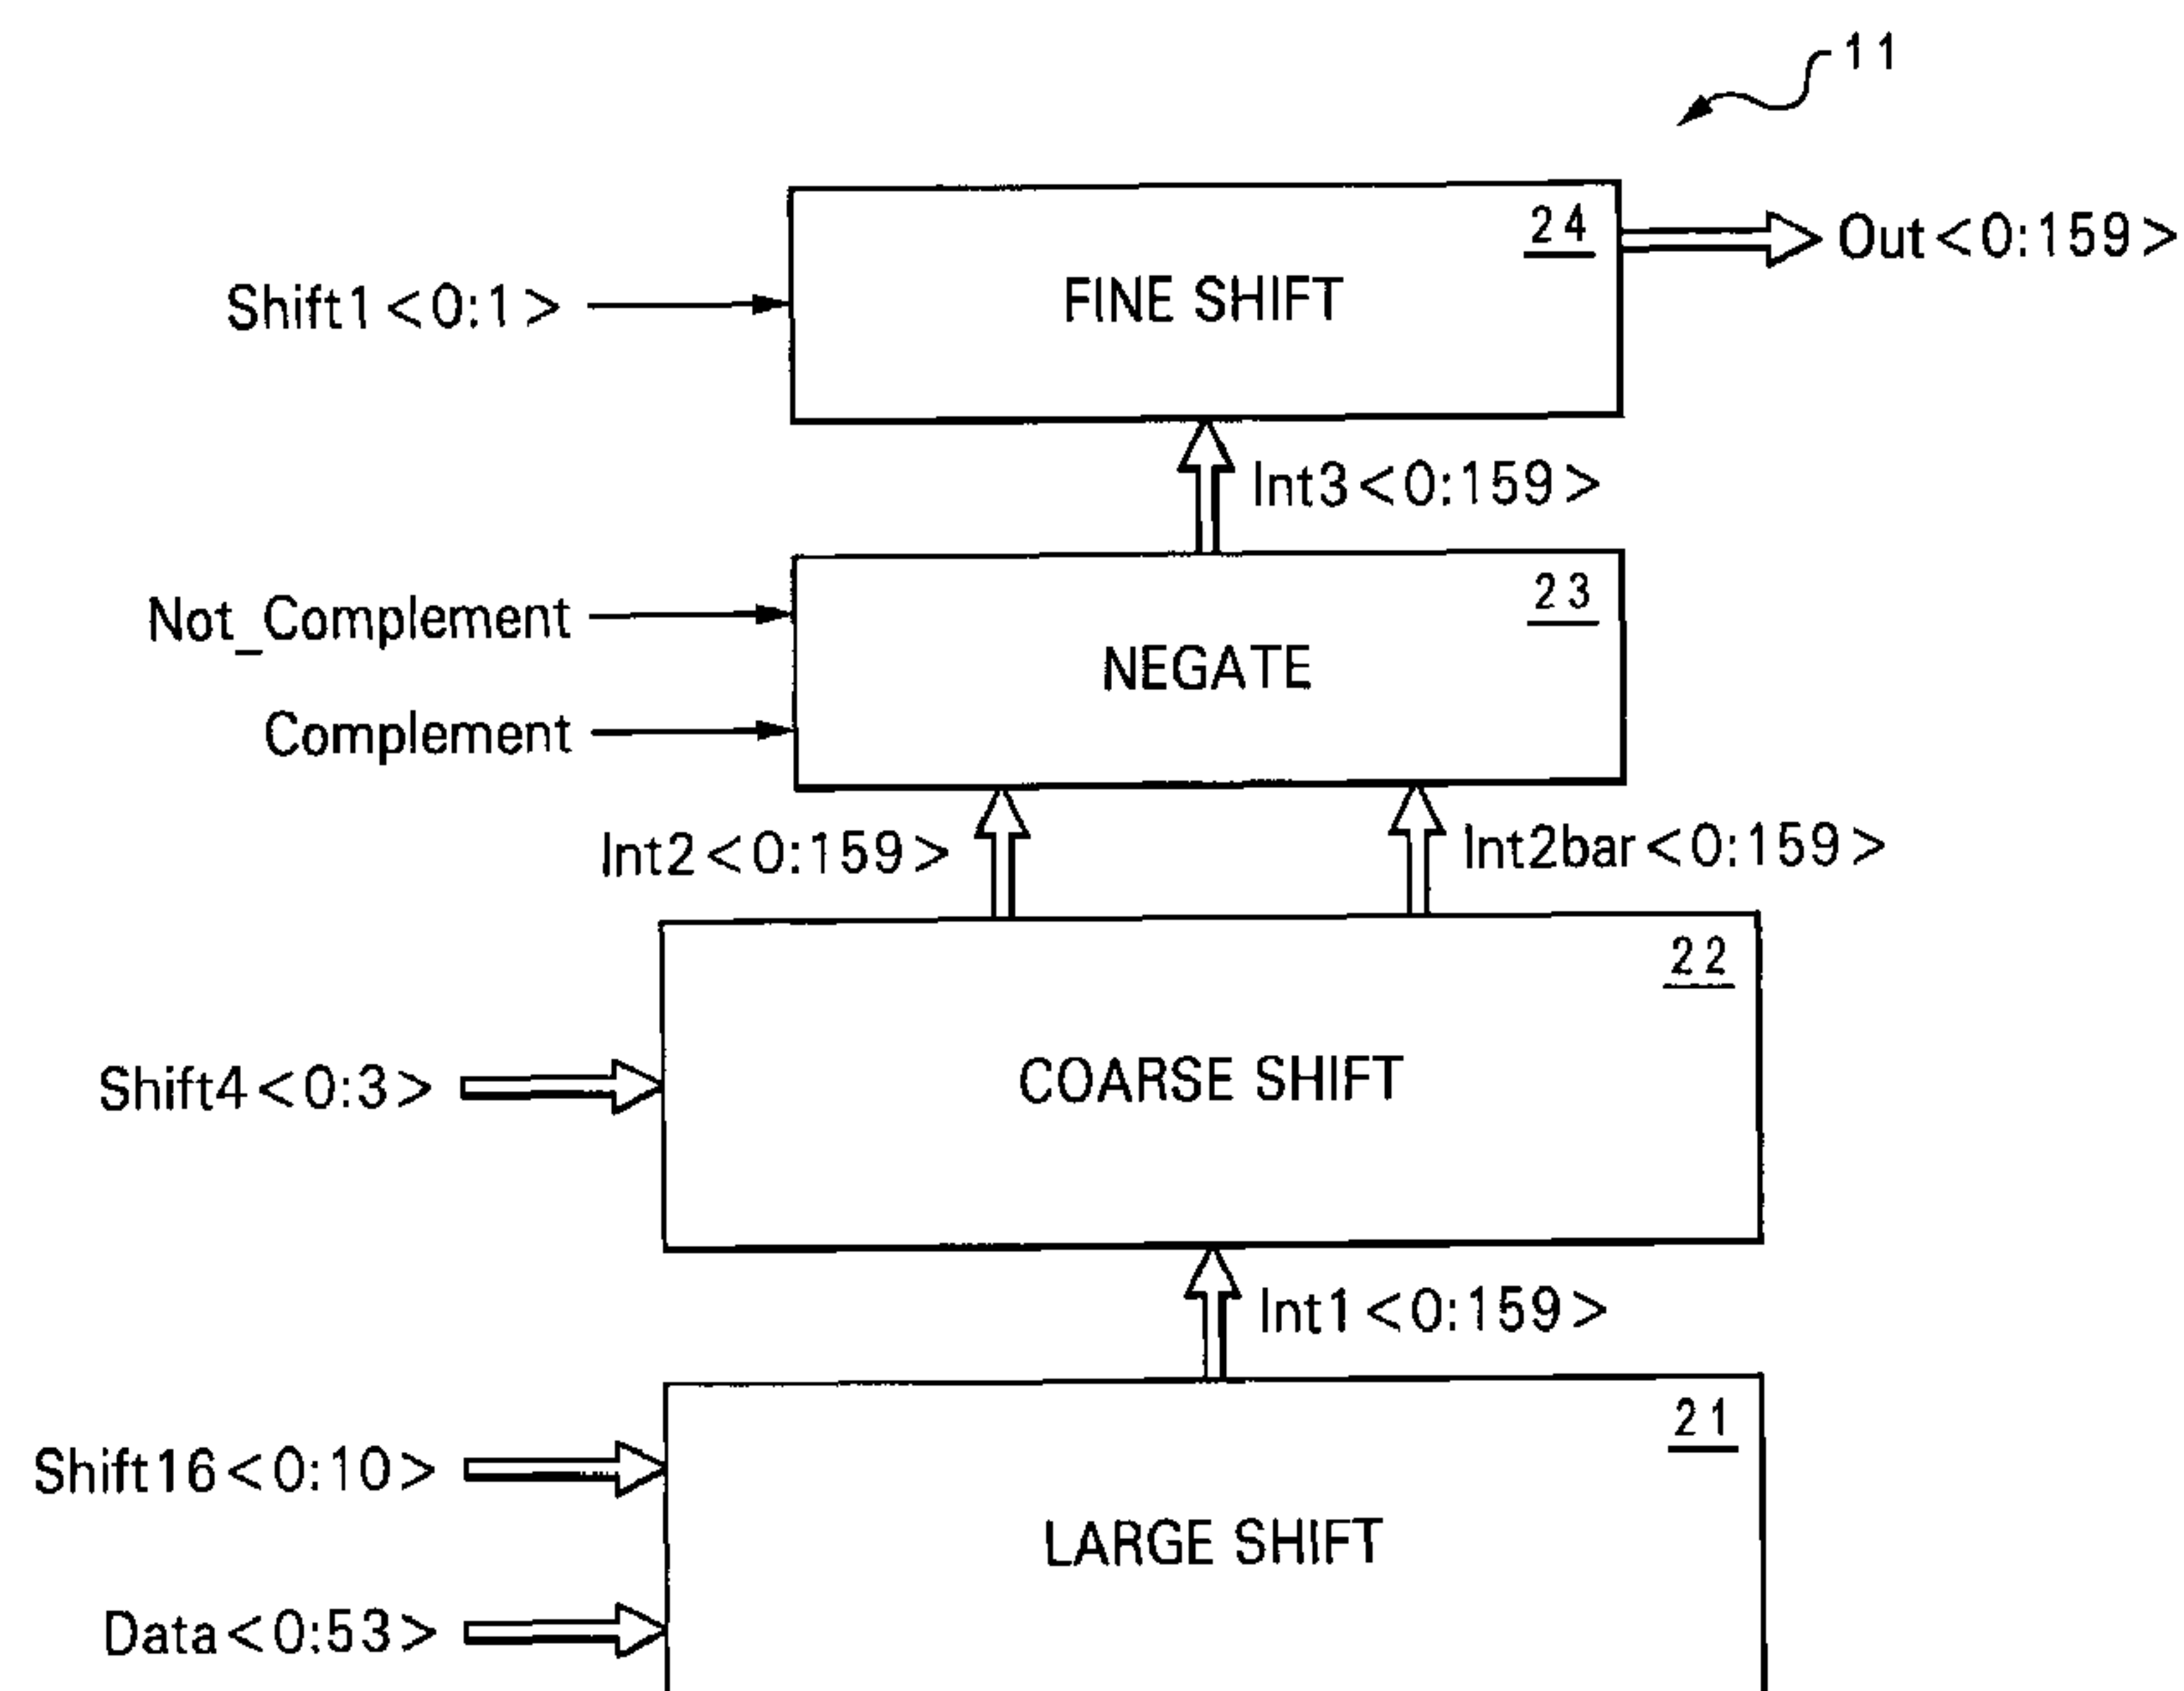 11
24
Out<0:159>
FINE SHIFT
Shift1<0:1>
Int3<0:159>
23
Not_Complement
NEGATE
Complement
Int2<0:159>
Int2bar<0:159>
22
COARSE SHIFT
Shift4<0:3>
Int1<0:159>
21
Shift16<0:10>
LARGE SHIFT
Data<0:53>